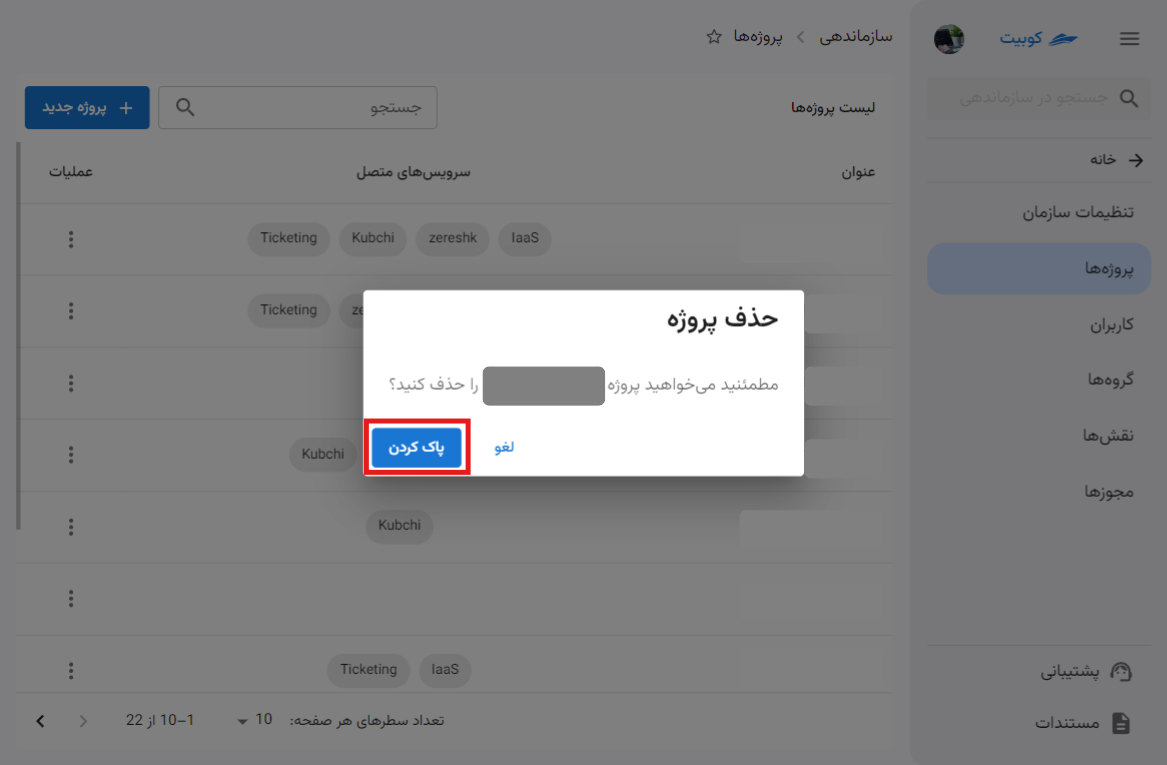 کوبیت
جستجو در سازماندهی
خانه
تنظیمات سازمان
پروژه‌ها
کاربران
گروه‌ها
نقش‌ها
مجوزها
پشتیبانی
مستندات
سازماندهی > پروژه‌ها
لیست پروژه‌ها
جستجو
پروژه جدید +
عنوان سرویس‌های متصل عملیات
Ticketing Kubchi zereshk IaaS
Ticketing ze
Kubchi
Kubchi
Ticketing IaaS
تعداد سطرهای هر صفحه: 10
1–10 از 22
حذف پروژه
مطمئنید می‌خواهید پروژه را حذف کنید؟
لغو
پاک کردن